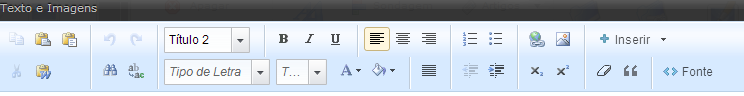 Texto e Imagens
Título 2 B I U Inserir
Tipo de Letra T... A Fonte